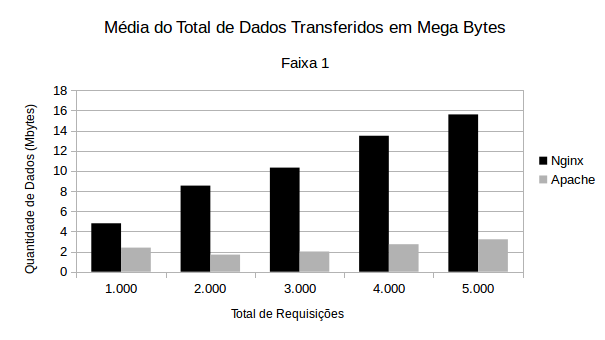 Média do Total de Dados Transferidos em Mega Bytes
Faixa 1
Quantidade de Dados (Mbytes)
18
16
14
12
10
8
6
4
2
0
1.000 2.000 3.000 4.000 5.000
Total de Requisições
Nginx
Apache